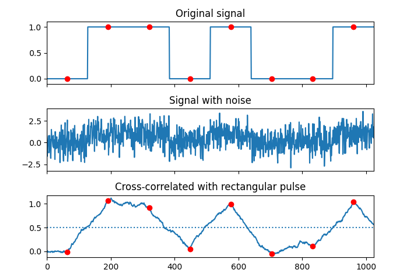 Original signal
1.0
0.5
0.0
Signal with noise
2.5
0.0
−2.5
Cross-correlated with rectangular pulse
1.0
0.5
0.0
0 200 400 600 800 1000